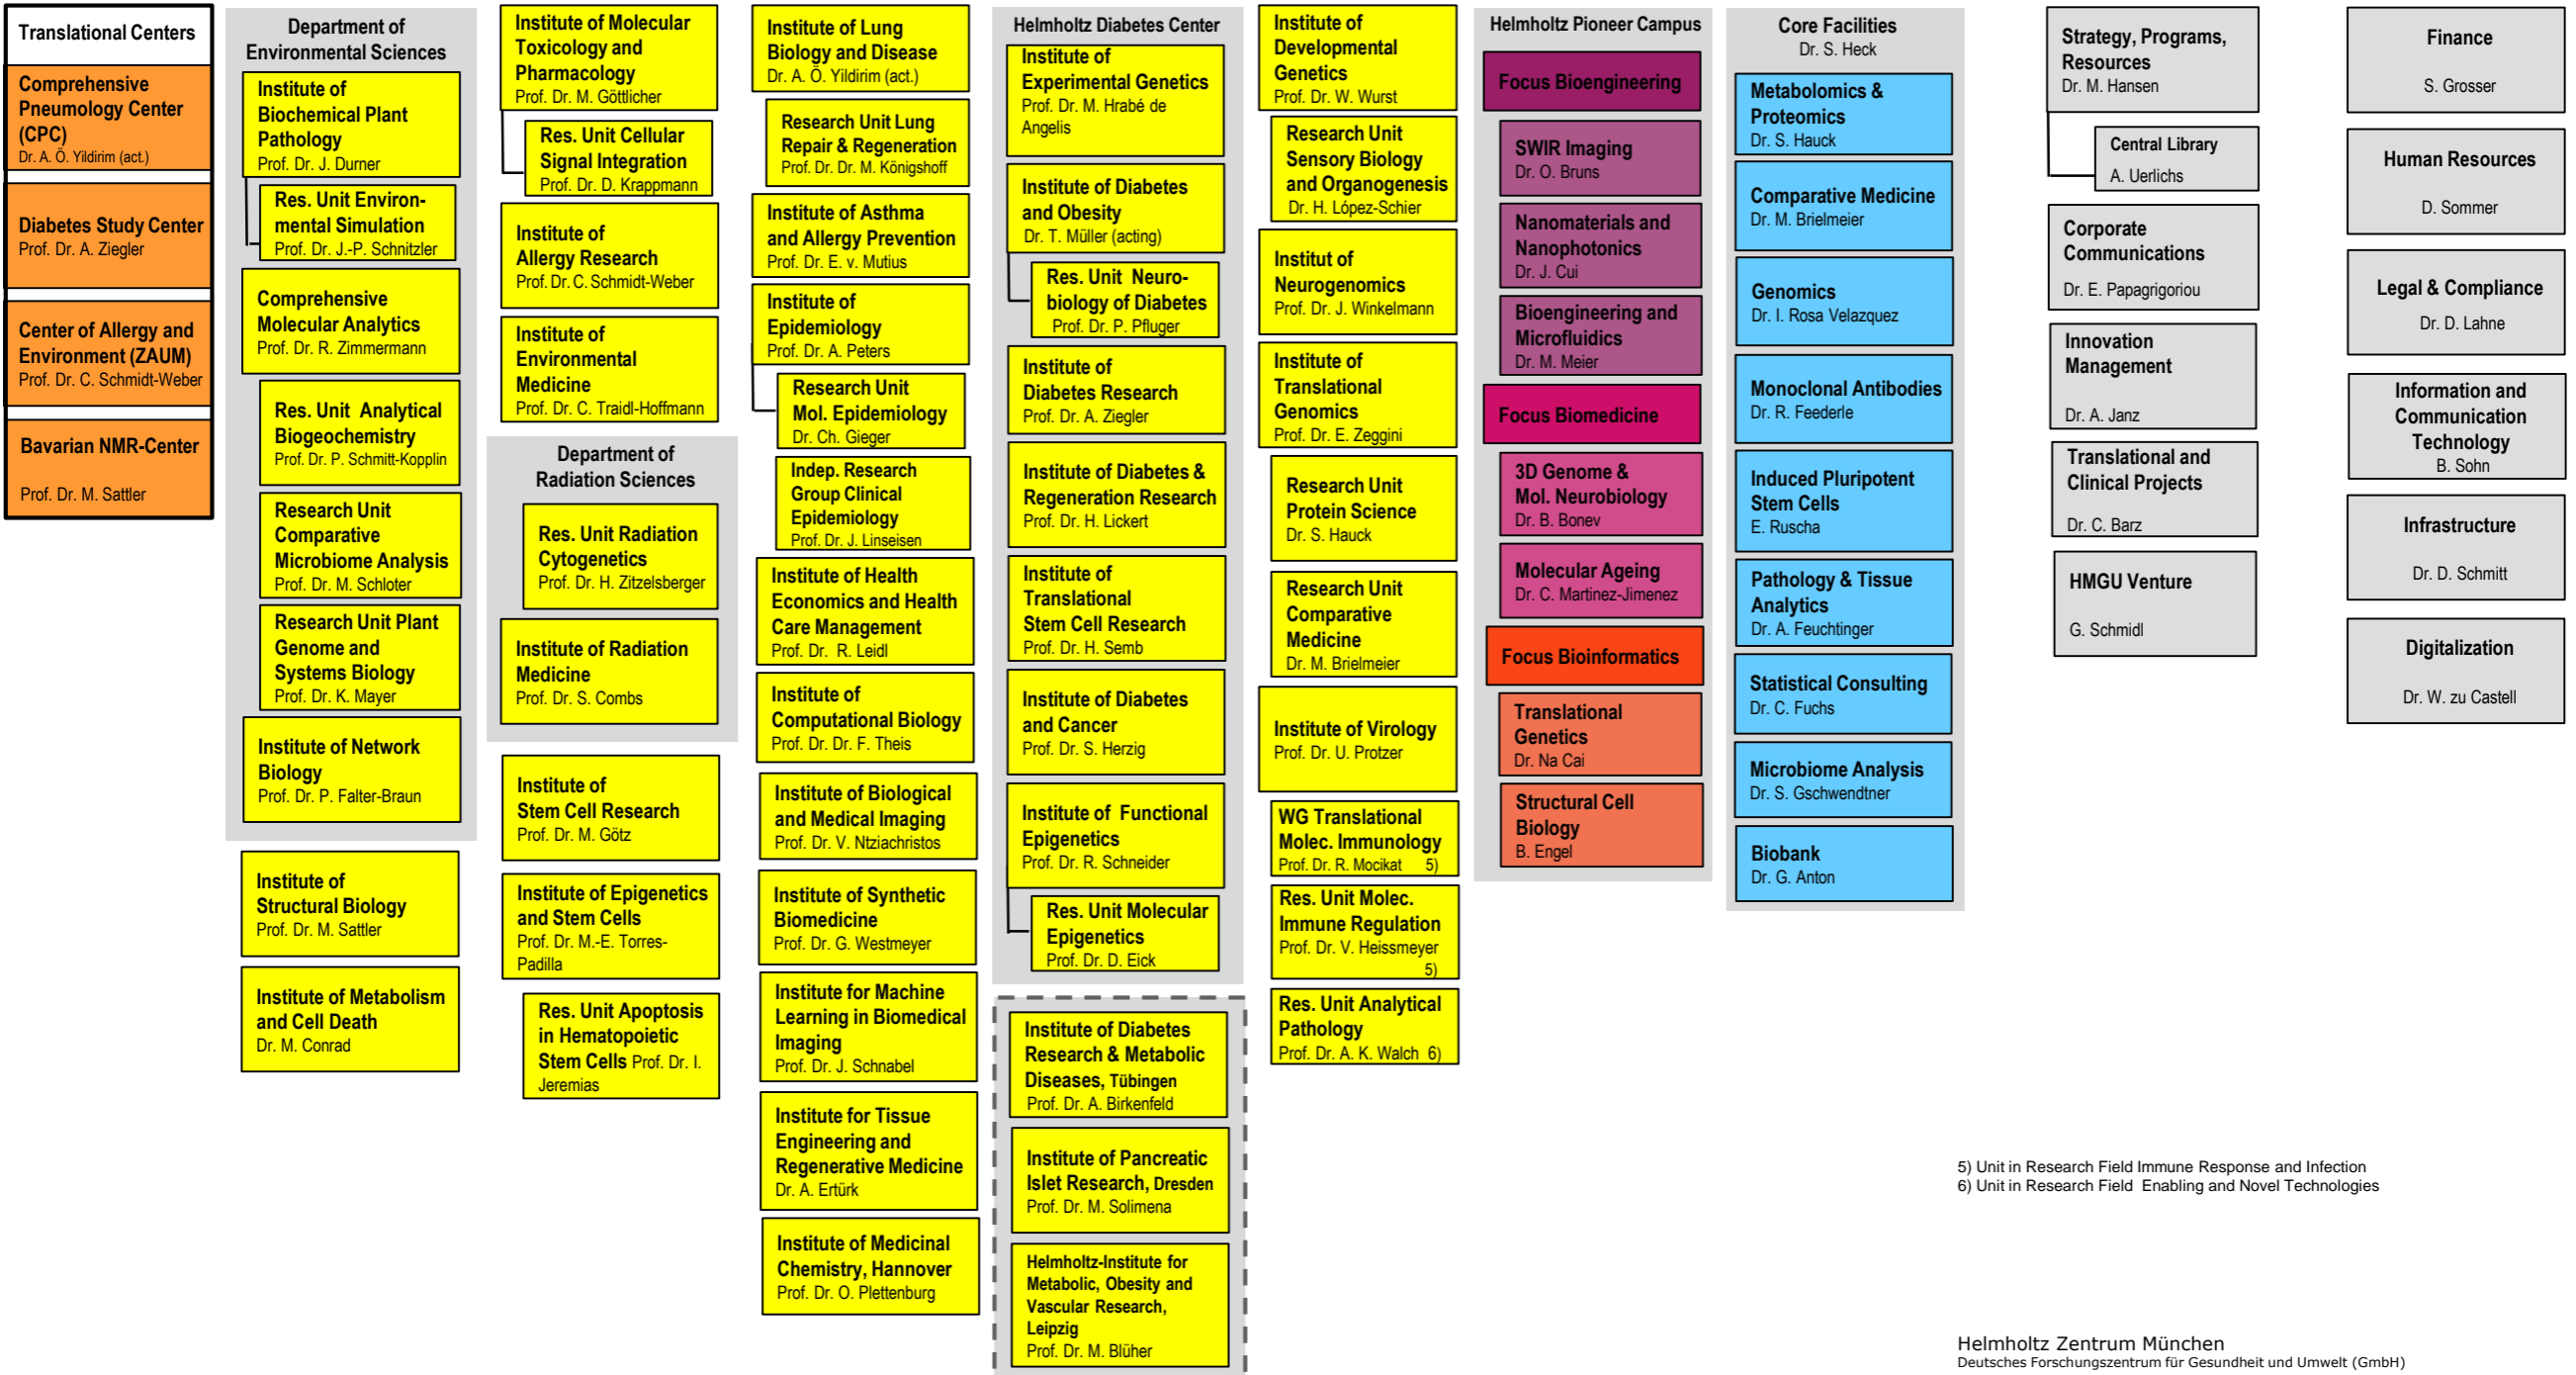 Translational Centers
Comprehensive
Pneumology Center
(CPC)
Dr. A. Ö. Yildirim (act.)
Diabetes Study Center
Prof. Dr. A. Ziegler
Center of Allergy and
Environment (ZAUM)
Prof. Dr. C. Schmidt-Weber
Bavarian NMR-Center
Prof. Dr. M. Sattler
Department of
Environmental Sciences
Institute of
Biochemical Plant
Pathology
Prof. Dr. J. Durner
Res. Unit Environ-
mental Simulation
Prof. Dr. J.-P. Schnitzler
Comprehensive
Molecular Analytics
Prof. Dr. R. Zimmermann
Res. Unit Analytical
Biogeochemistry
Prof. Dr. P. Schmitt-Kopplin
Research Unit
Comparative
Microbiome Analysis
Prof. Dr. M. Schloter
Research Unit Plant
Genome and
Systems Biology
Prof. Dr. K. Mayer
Institute of Network
Biology
Prof. Dr. P. Falter-Braun
Institute of
Structural Biology
Prof. Dr. M. Sattler
Institute of Metabolism
and Cell Death
Dr. M. Conrad
Institute of Molecular
Toxicology and
Pharmacology
Prof. Dr. M. Göttlicher
Res. Unit Cellular
Signal Integration
Prof. Dr. D. Krappmann
Institute of
Allergy Research
Prof. Dr. C. Schmidt-Weber
Institute of
Environmental
Medicine
Prof. Dr. C. Traidl-Hoffmann
Department of
Radiation Sciences
Res. Unit Radiation
Cytogenetics
Prof. Dr. H. Zitzelsberger
Institute of Radiation
Medicine
Prof. Dr. S. Combs
Institute of
Stem Cell Research
Prof. Dr. M. Götz
Institute of Epigenetics
and Stem Cells
Prof. Dr. M.-E. Torres-
Padilla
Res. Unit Apoptosis
in Hematopoietic
Stem Cells Prof. Dr. I.
Jeremias
Institute of Lung
Biology and Disease
Dr. A. Ö. Yildirim (act.)
Research Unit Lung
Repair & Regeneration
Prof. Dr. Dr. M. Königshoff
Institute of Asthma
and Allergy Prevention
Prof. Dr. E. v. Mutius
Institute of
Epidemiology
Prof. Dr. A. Peters
Research Unit
Mol. Epidemiology
Dr. Ch. Gieger
Indep. Research
Group Clinical
Epidemiology
Prof. Dr. J. Linseisen
Institute of Health
Economics and Health
Care Management
Prof. Dr. R. Leidl
Institute of
Computational Biology
Prof. Dr. Dr. F. Theis
Institute of Biological
and Medical Imaging
Prof. Dr. V. Ntziachristos
Institute of Synthetic
Biomedicine
Prof. Dr. G. Westmeyer
Institute for Machine
Learning in Biomedical
Imaging
Prof. Dr. J. Schnabel
Institute for Tissue
Engineering and
Regenerative Medicine
Dr. A. Ertürk
Institute of Medicinal
Chemistry, Hannover
Prof. Dr. O. Plettenburg
Helmholtz Diabetes Center
Institute of
Experimental Genetics
Prof. Dr. M. Hrabé de
Angelis
Institute of Diabetes
and Obesity
Dr. T. Müller (acting)
Res. Unit Neuro-
biology of Diabetes
Prof. Dr. P. Pfluger
Institute of
Diabetes Research
Prof. Dr. A. Ziegler
Institute of Diabetes &
Regeneration Research
Prof. Dr. H. Lickert
Institute of
Translational
Stem Cell Research
Prof. Dr. H. Semb
Institute of Diabetes
and Cancer
Prof. Dr. S. Herzig
Institute of Functional
Epigenetics
Prof. Dr. R. Schneider
Res. Unit Molecular
Epigenetics
Prof. Dr. D. Eick
Institute of Diabetes
Research & Metabolic
Diseases, Tübingen
Prof. Dr. A. Birkenfeld
Institute of Pancreatic
Islet Research, Dresden
Prof. Dr. M. Solimena
Helmholtz-Institute for
Metabolic, Obesity and
Vascular Research,
Leipzig
Prof. Dr. M. Blüher
Institute of
Developmental
Genetics
Prof. Dr. W. Wurst
Research Unit
Sensory Biology
and Organogenesis
Dr. H. López-Schier
Institut of
Neurogenomics
Prof. Dr. J. Winkelmann
Institute of
Translational
Genomics
Prof. Dr. E. Zeggini
Research Unit
Protein Science
Dr. S. Hauck
Research Unit
Comparative
Medicine
Dr. M. Brielmeier
Institute of Virology
Prof. Dr. U. Protzer
WG Translational
Molec. Immunology
Prof. Dr. R. Mocikat 5)
Res. Unit Molec.
Immune Regulation
Prof. Dr. V. Heissmeyer
5)
Res. Unit Analytical
Pathology
Prof. Dr. A. K. Walch 6)
Helmholtz Pioneer Campus
Focus Bioengineering
SWIR Imaging
Dr. O. Bruns
Nanomaterials and
Nanophotonics
Dr. J. Cui
Bioengineering and
Microfluidics
Dr. M. Meier
Focus Biomedicine
3D Genome &
Mol. Neurobiology
Dr. B. Bonev
Molecular Ageing
Dr. C. Martinez-Jimenez
Focus Bioinformatics
Translational
Genetics
Dr. Na Cai
Structural Cell
Biology
B. Engel
Core Facilities
Dr. S. Heck
Metabolomics &
Proteomics
Dr. S. Hauck
Comparative Medicine
Dr. M. Brielmeier
Genomics
Dr. I. Rosa Velazquez
Monoclonal Antibodies
Dr. R. Feederle
Induced Pluripotent
Stem Cells
E. Ruscha
Pathology & Tissue
Analytics
Dr. A. Feuchtinger
Statistical Consulting
Dr. C. Fuchs
Microbiome Analysis
Dr. S. Gschwendtner
Biobank
Dr. G. Anton
Strategy, Programs,
Resources
Dr. M. Hansen
Central Library
A. Uerlichs
Corporate
Communications
Dr. E. Papagrigoriou
Innovation
Management
Dr. A. Janz
Translational and
Clinical Projects
Dr. C. Barz
HMGU Venture
G. Schmidl
Finance
S. Grosser
Human Resources
D. Sommer
Legal & Compliance
Dr. D. Lahne
Information and
Communication
Technology
B. Sohn
Infrastructure
Dr. D. Schmitt
Digitalization
Dr. W. zu Castell
5) Unit in Research Field Immune Response and Infection
6) Unit in Research Field Enabling and Novel Technologies
Helmholtz Zentrum München
Deutsches Forschungszentrum für Gesundheit und Umwelt (GmbH)